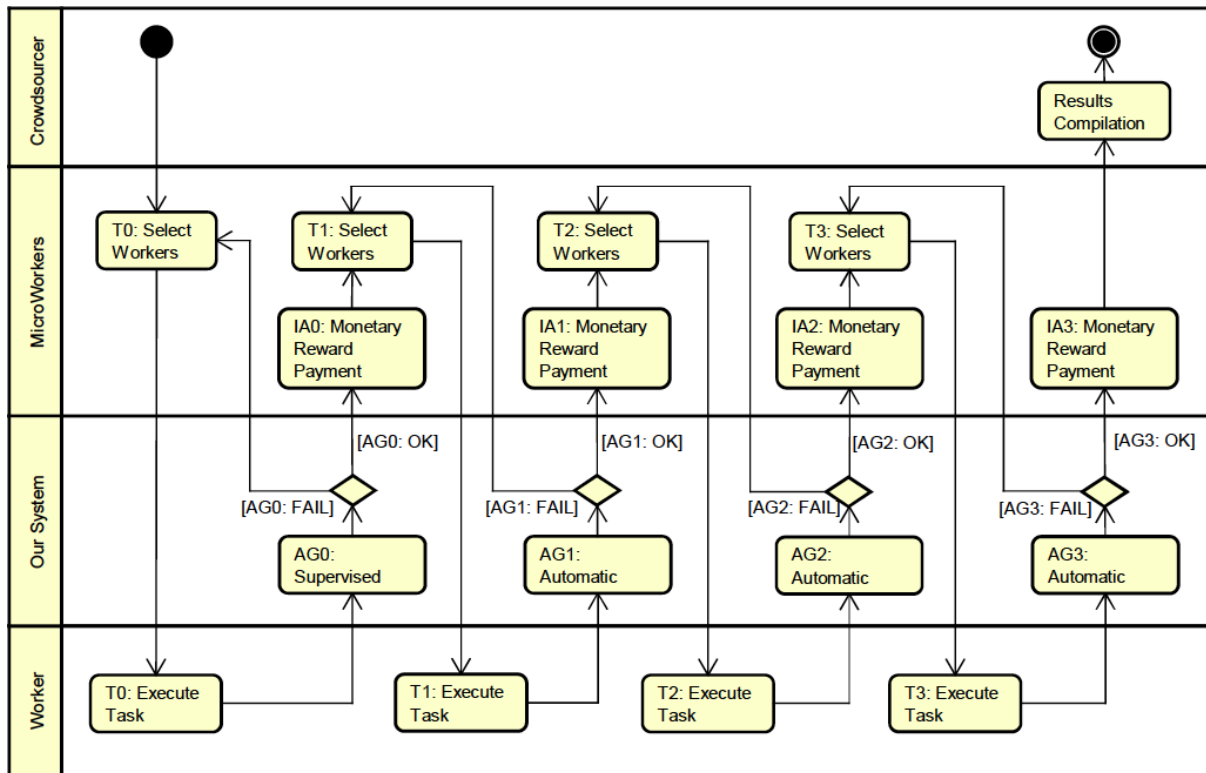 Crowdsourcer
Results
Compilation
MicroWorkers
T0: Select
Workers
T1: Select
Workers
T2: Select
Workers
T3: Select
Workers
IA0: Monetary
Reward
Payment
IA1: Monetary
Reward
Payment
IA2: Monetary
Reward
Payment
IA3: Monetary
Reward
Payment
Our System
[AG0: OK]
[AG1: OK]
[AG2: OK]
[AG3: OK]
[AG0: FAIL]
[AG1: FAIL]
[AG2: FAIL]
[AG3: FAIL]
AG0:
Supervised
AG1:
Automatic
AG2:
Automatic
AG3:
Automatic
Worker
T0: Execute
Task
T1: Execute
Task
T2: Execute
Task
T3: Execute
Task